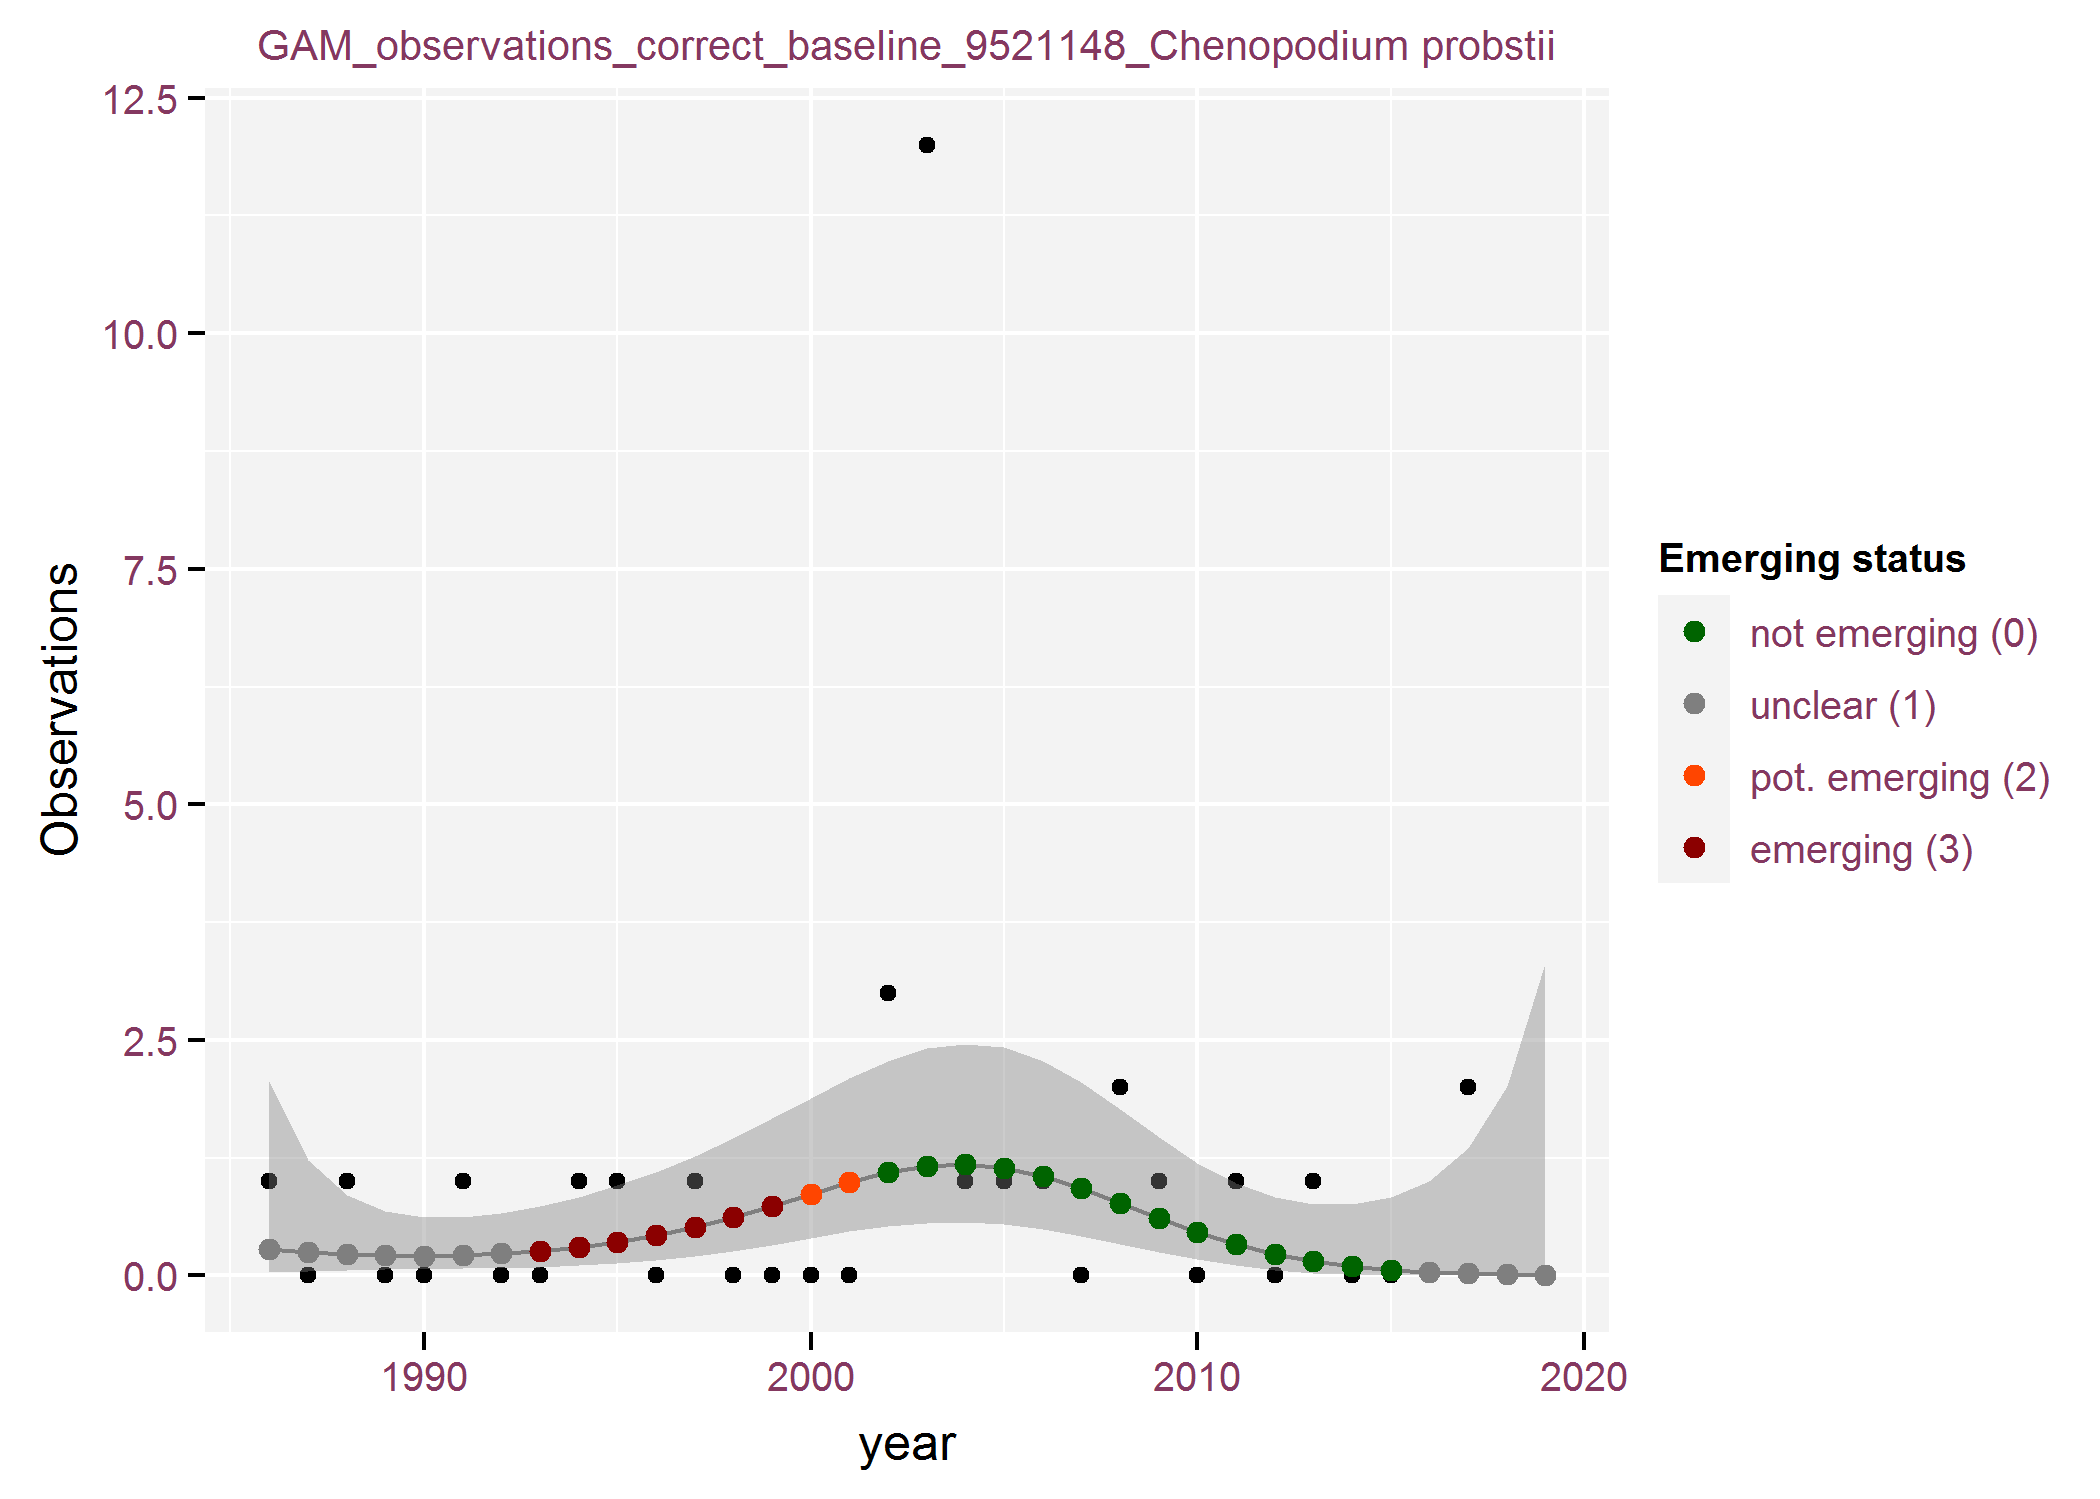 GAM_observations_correct_baseline_9521148_Chenopodium probstii
12.5
10.0
7.5
5.0
2.5
0.0
Observations
1990
2000
2010
2020
year
Emerging status
not emerging (0)
unclear (1)
pot. emerging (2)
emerging (3)